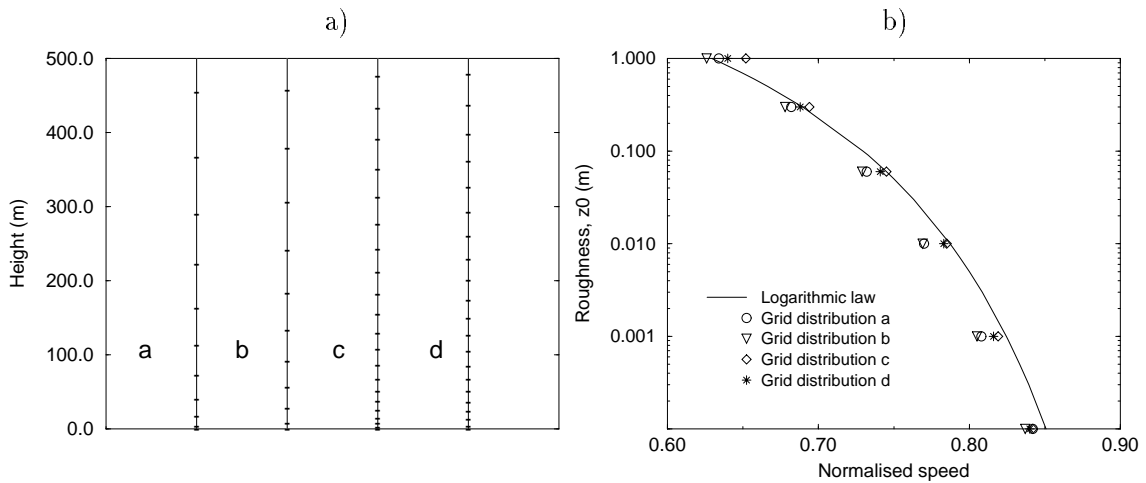 a)
500.0
400.0
300.0
200.0
100.0
0.0
Height (m)
a
b
c
d
b)
1.000
0.100
0.010
0.001
Roughness, z0 (m)
Logarithmic law
Grid distribution a
Grid distribution b
Grid distribution c
Grid distribution d
0.60
0.70
0.80
0.90
Normalised speed